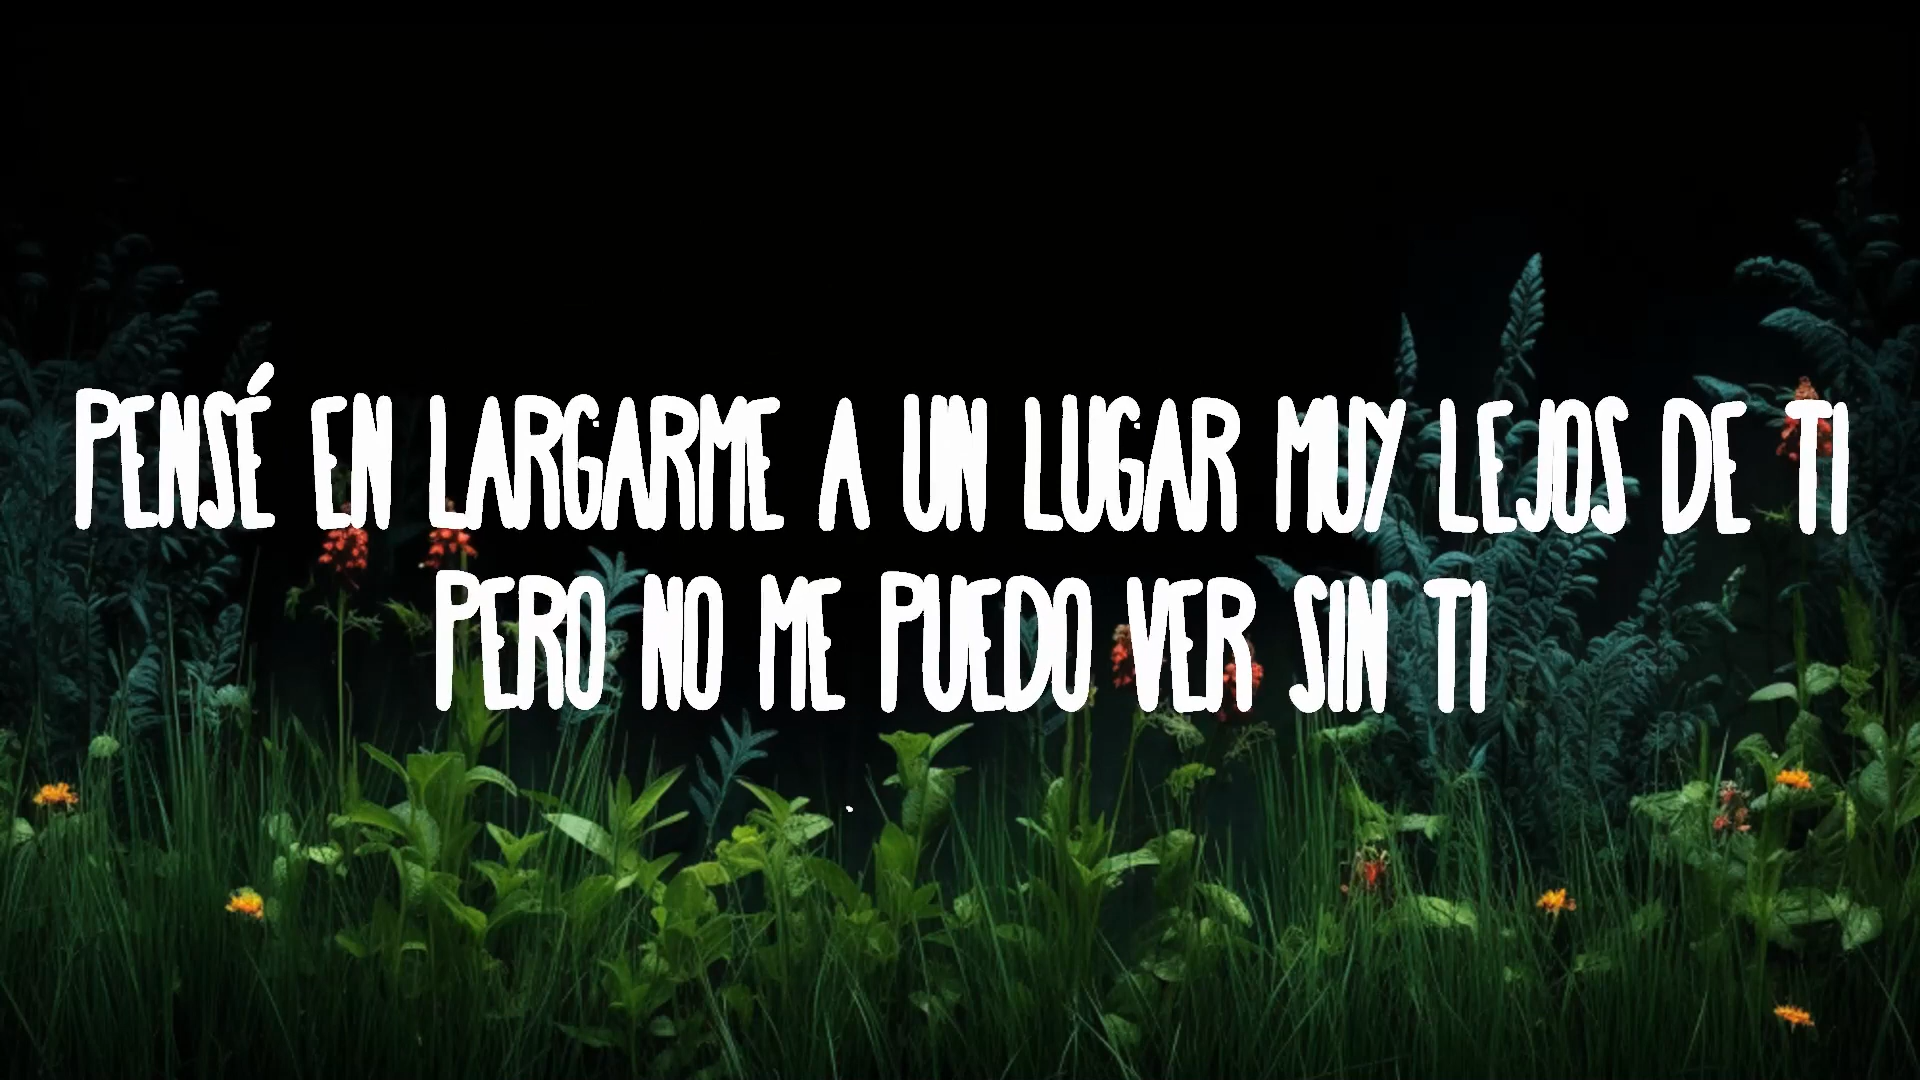 PENSÉ EN LARGARME A UN LUGAR MUY LEJOS DE TI
PERO NO ME PUEDO VER SIN TI